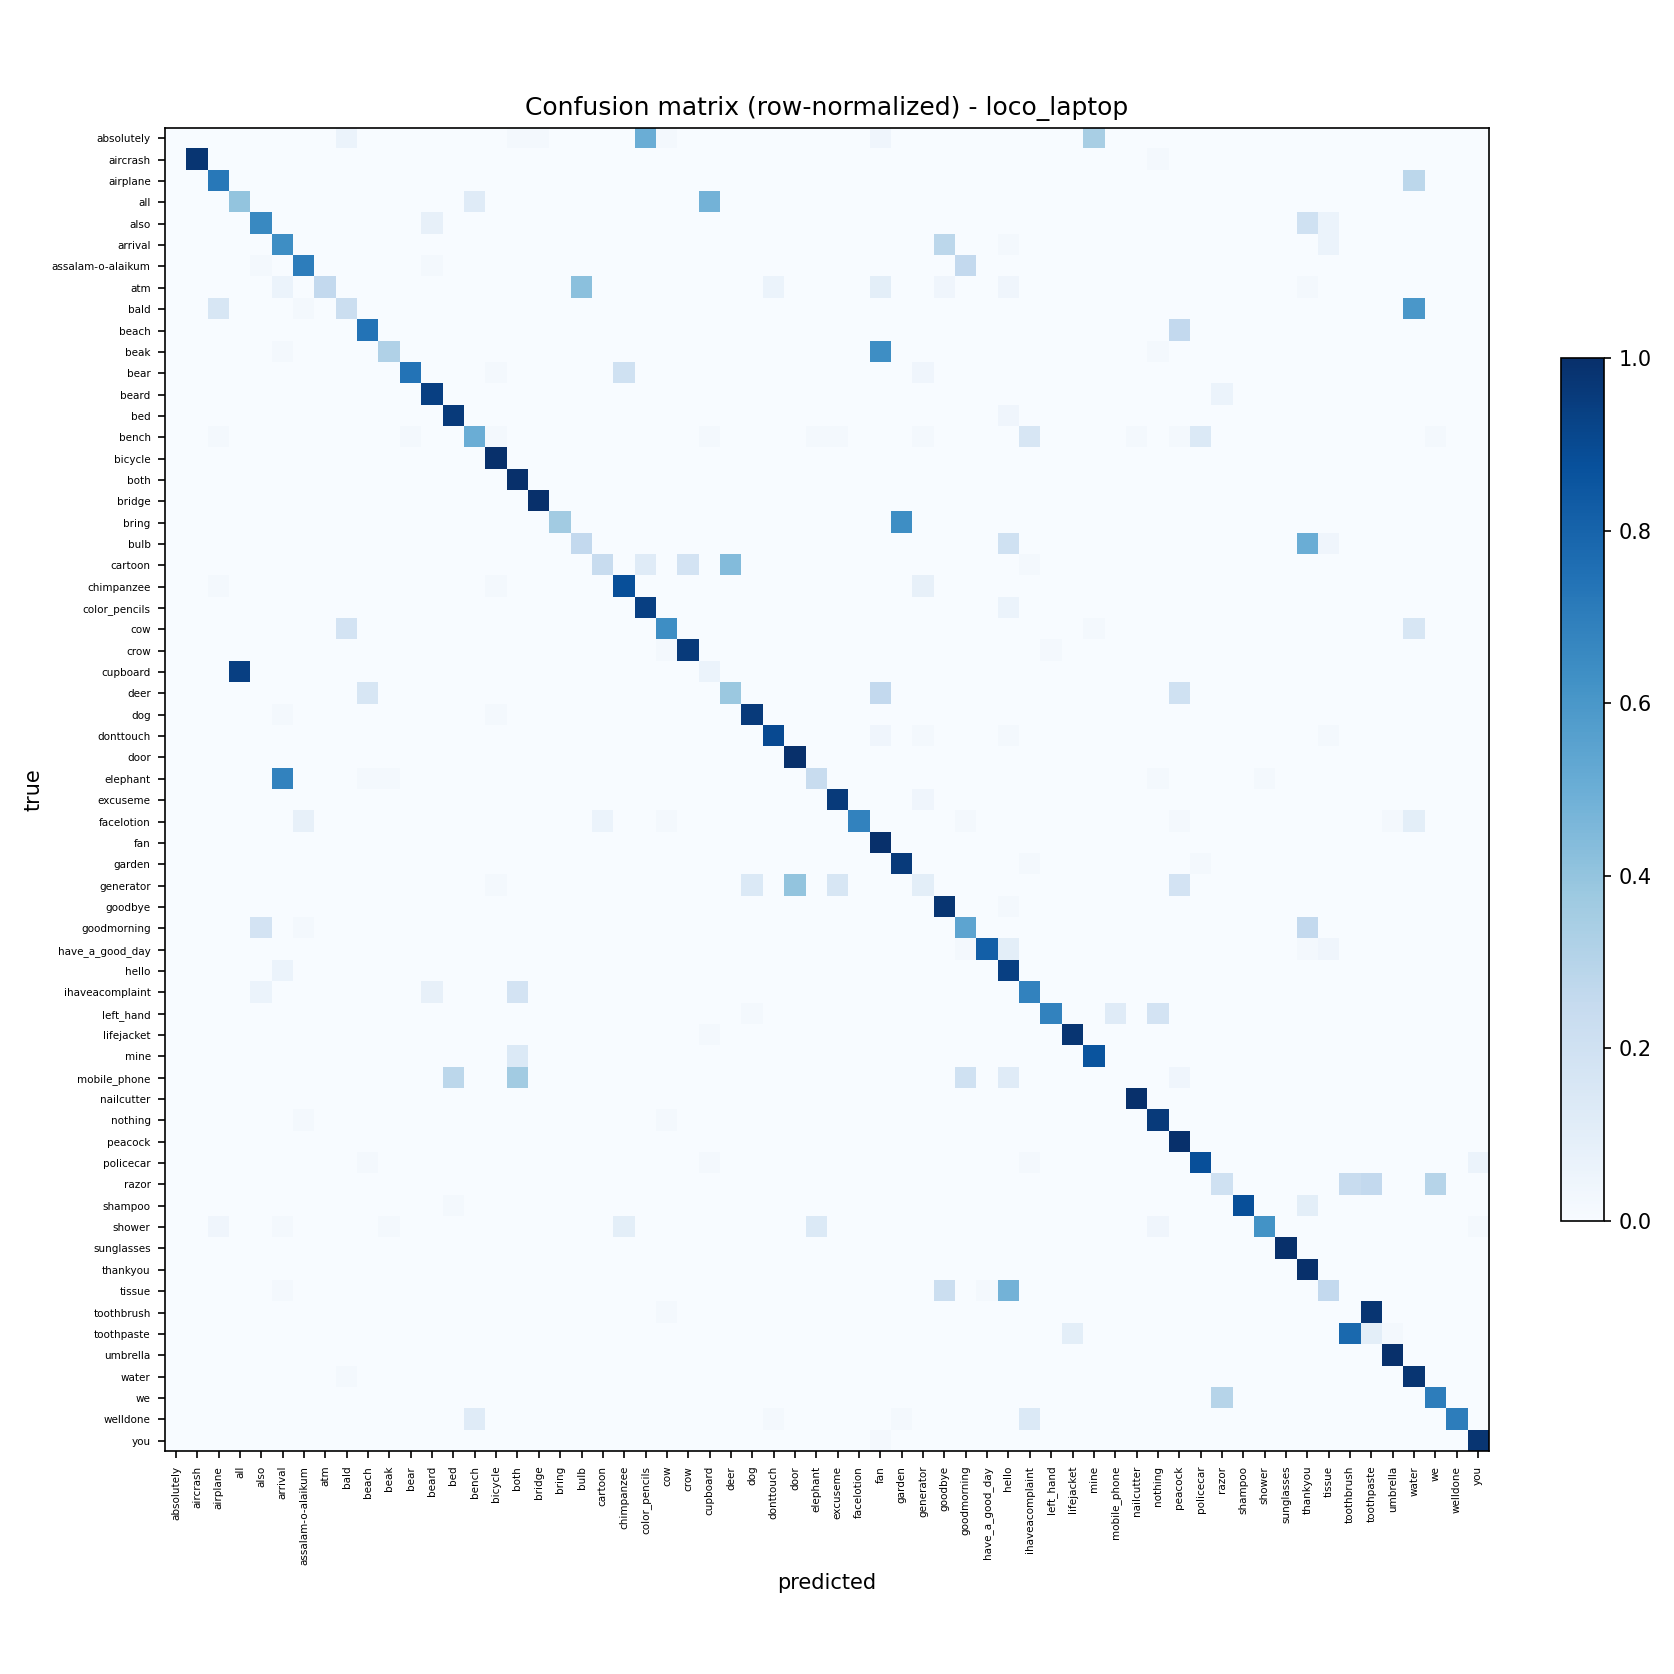 Confusion matrix (row-normalized) - loco_laptop
absolutely
aircrash
airplane
all
also
arrival
assalam-o-alaikum
atm
bald
beach
beak
bear
beard
bed
bench
bicycle
both
bridge
bring
bulb
cartoon
chimpanzee
color_pencils
cow
crow
cupboard
deer
dog
donttouch
door
elephant
excuseme
facelotion
fan
garden
generator
goodbye
goodmorning
have_a_good_day
hello
ihaveacomplaint
left_hand
lifejacket
mine
mobile_phone
nailcutter
nothing
peacock
policecar
razor
shampoo
shower
sunglasses
thankyou
tissue
toothbrush
toothpaste
umbrella
water
we
welldone
you
true
absolutely
aircrash
airplane
all
also
arrival
assalam-o-alaikum
atm
bald
beach
beak
bear
beard
bed
bench
bicycle
both
bridge
bring
bulb
cartoon
chimpanzee
color_pencils
cow
crow
cupboard
deer
dog
donttouch
door
elephant
excuseme
facelotion
fan
garden
generator
goodbye
goodmorning
have_a_good_day
hello
ihaveacomplaint
left_hand
lifejacket
mine
mobile_phone
nailcutter
nothing
peacock
policecar
razor
shampoo
shower
sunglasses
thankyou
tissue
toothbrush
toothpaste
umbrella
water
we
welldone
you
predicted
1.0
0.8
0.6
0.4
0.2
0.0